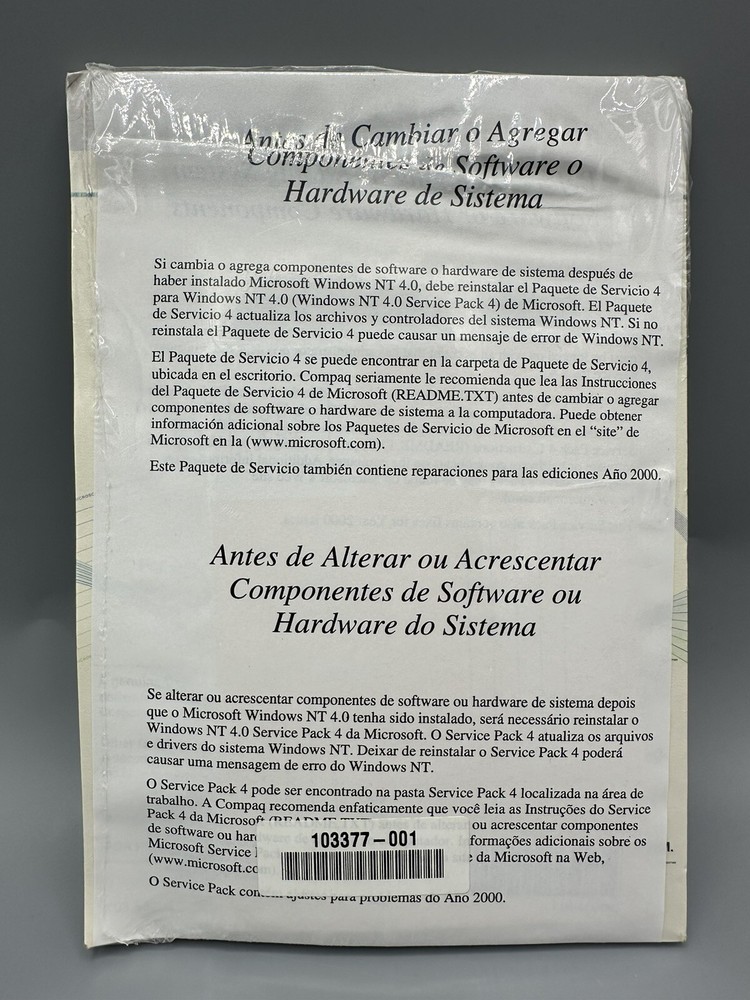 Antes de Cambiar o Agregar
Componentes de Software o
Hardware de Sistema
Si cambia o agrega componentes de software o hardware de sistema después de
haber instalado Microsoft Windows NT 4.0, debe reinstalar el Paquete de Servicio 4
para Windows NT 4.0 (Windows NT 4.0 Service Pack 4) de Microsoft. El Paquete
de Servicio 4 actualiza los archivos y controladores del sistema Windows NT. Si no
reinstala el Paquete de Servicio 4 puede causar un mensaje de error de Windows NT.
El Paquete de Servicio 4 se puede encontrar en la carpeta de Paquete de Servicio 4,
ubicada en el escritorio. Compaq seriamente le recomienda que lea las Instrucciones
del Paquete de Servicio 4 de Microsoft (README.TXT) antes de cambiar o agregar
componentes de software o hardware de sistema a la computadora. Puede obtener
información adicional sobre los Paquetes de Servicio de Microsoft en el “site” de
Microsoft en la (www.microsoft.com).
Este Paquete de Servicio también contiene reparaciones para las ediciones Año 2000.
Antes de Alterar ou Acrescentar
Componentes de Software ou
Hardware do Sistema
Se alterar ou acrescentar componentes de software ou hardware de sistema depois
que o Microsoft Windows NT 4.0 tenha sido instalado, será necessário reinstalar o
Windows NT 4.0 Service Pack 4 da Microsoft. O Service Pack 4 atualiza os arquivos
e drivers do sistema Windows NT. Deixar de reinstalar o Service Pack 4 poderá
causar uma mensagem de erro do Windows NT.
O Service Pack 4 pode ser encontrado na pasta Service Pack 4 localizada na área de
trabalho. A Compaq recomenda enfaticamente que você leia as Instruções do Service
Pack 4 da Microsoft (README.TXT) ou acrescentar componentes
de software ou formações adicionais sobre os
Microsoft Service da Microsoft na Web,
(www.microsoft.co
O Service Pack contém ajustes para problemas do Ano 2000.
103377-001